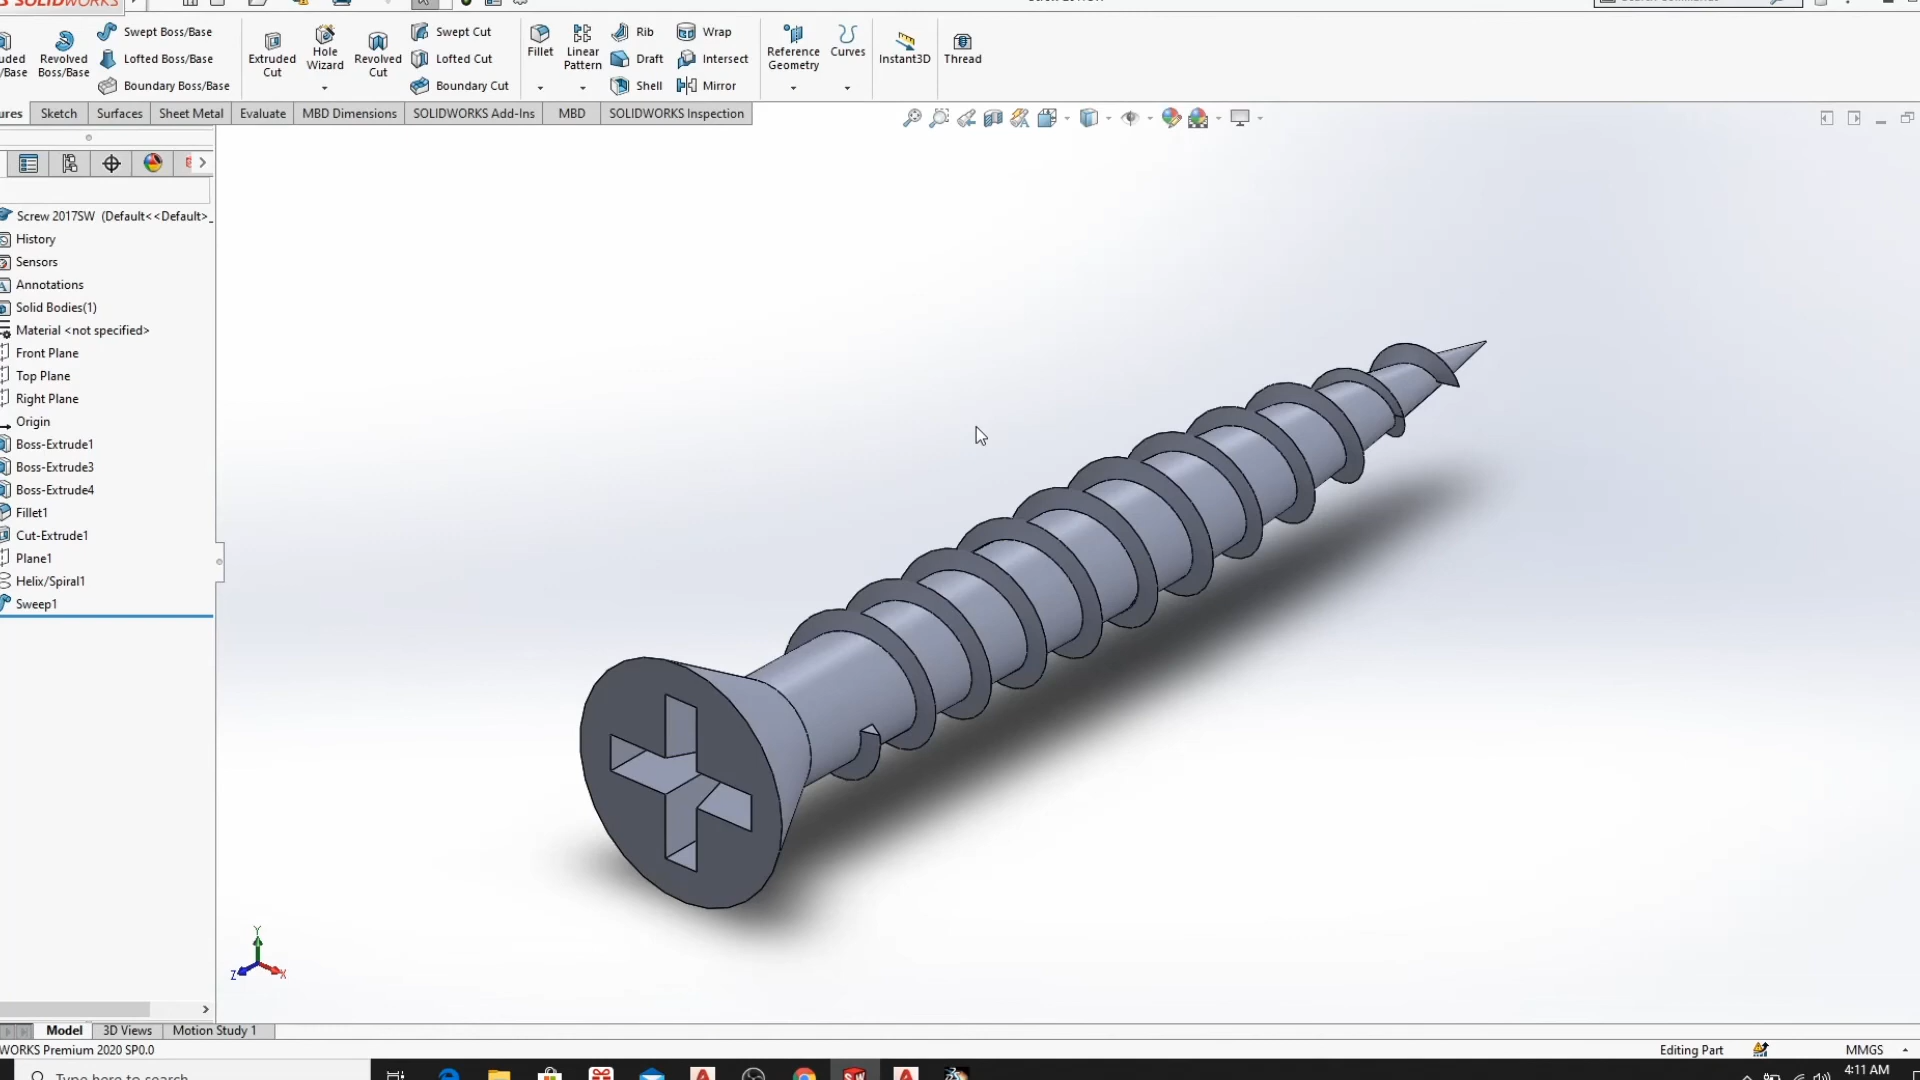 SOLIDWORKS
Revolved Boss/Base
Swept Boss/Base
Lofted Boss/Base
Boundary Boss/Base
Extruded Cut
Hole Wizard
Revolved Cut
Swept Cut
Lofted Cut
Boundary Cut
Fillet
Linear Pattern
Rib
Draft
Shell
Wrap
Intersect
Mirror
Reference Geometry
Curves
Instant3D
Thread
Sketch
Surfaces
Sheet Metal
Evaluate
MBD Dimensions
SOLIDWORKS Add-Ins
MBD
SOLIDWORKS Inspection
Screw 2017SW (Default<<Default>_
History
Sensors
Annotations
Solid Bodies(1)
Material <not specified>
Front Plane
Top Plane
Right Plane
Origin
Boss-Extrude1
Boss-Extrude3
Boss-Extrude4
Fillet1
Cut-Extrude1
Plane1
Helix/Spiral1
Sweep1
Y
Z
X
Model
3D Views
Motion Study 1
WORKS Premium 2020 SP0.0
Editing Part
MMGS
Type here to search
4:11 AM